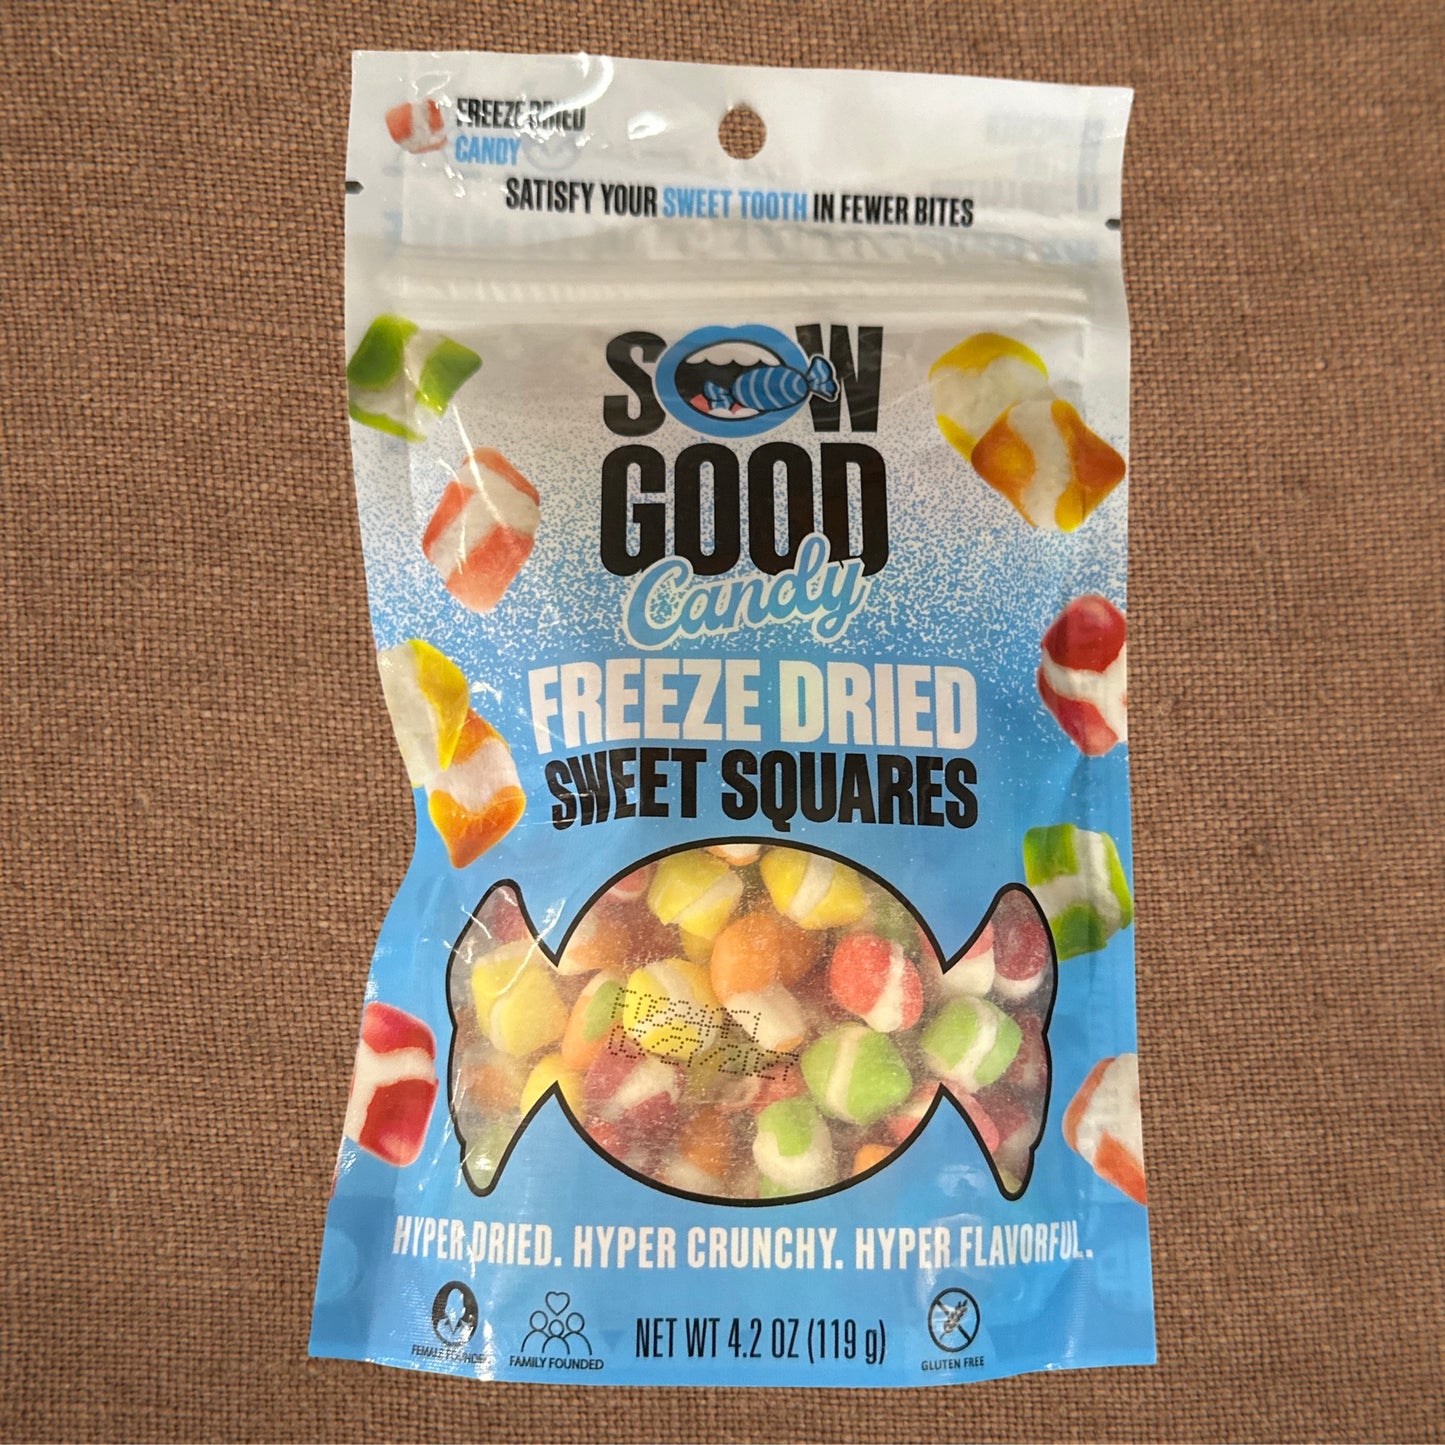 FREEZE DRIED
CANDY
SATISFY YOUR SWEET TOOTH IN FEWER BITES
SOW
GOOD
Candy
FREEZE DRIED
SWEET SQUARES
HYPER DRIED. HYPER CRUNCHY. HYPER FLAVORFUL.
FEMALE FOUNDED
FAMILY FOUNDED
NET WT 4.2 OZ (119 g)
GLUTEN FREE